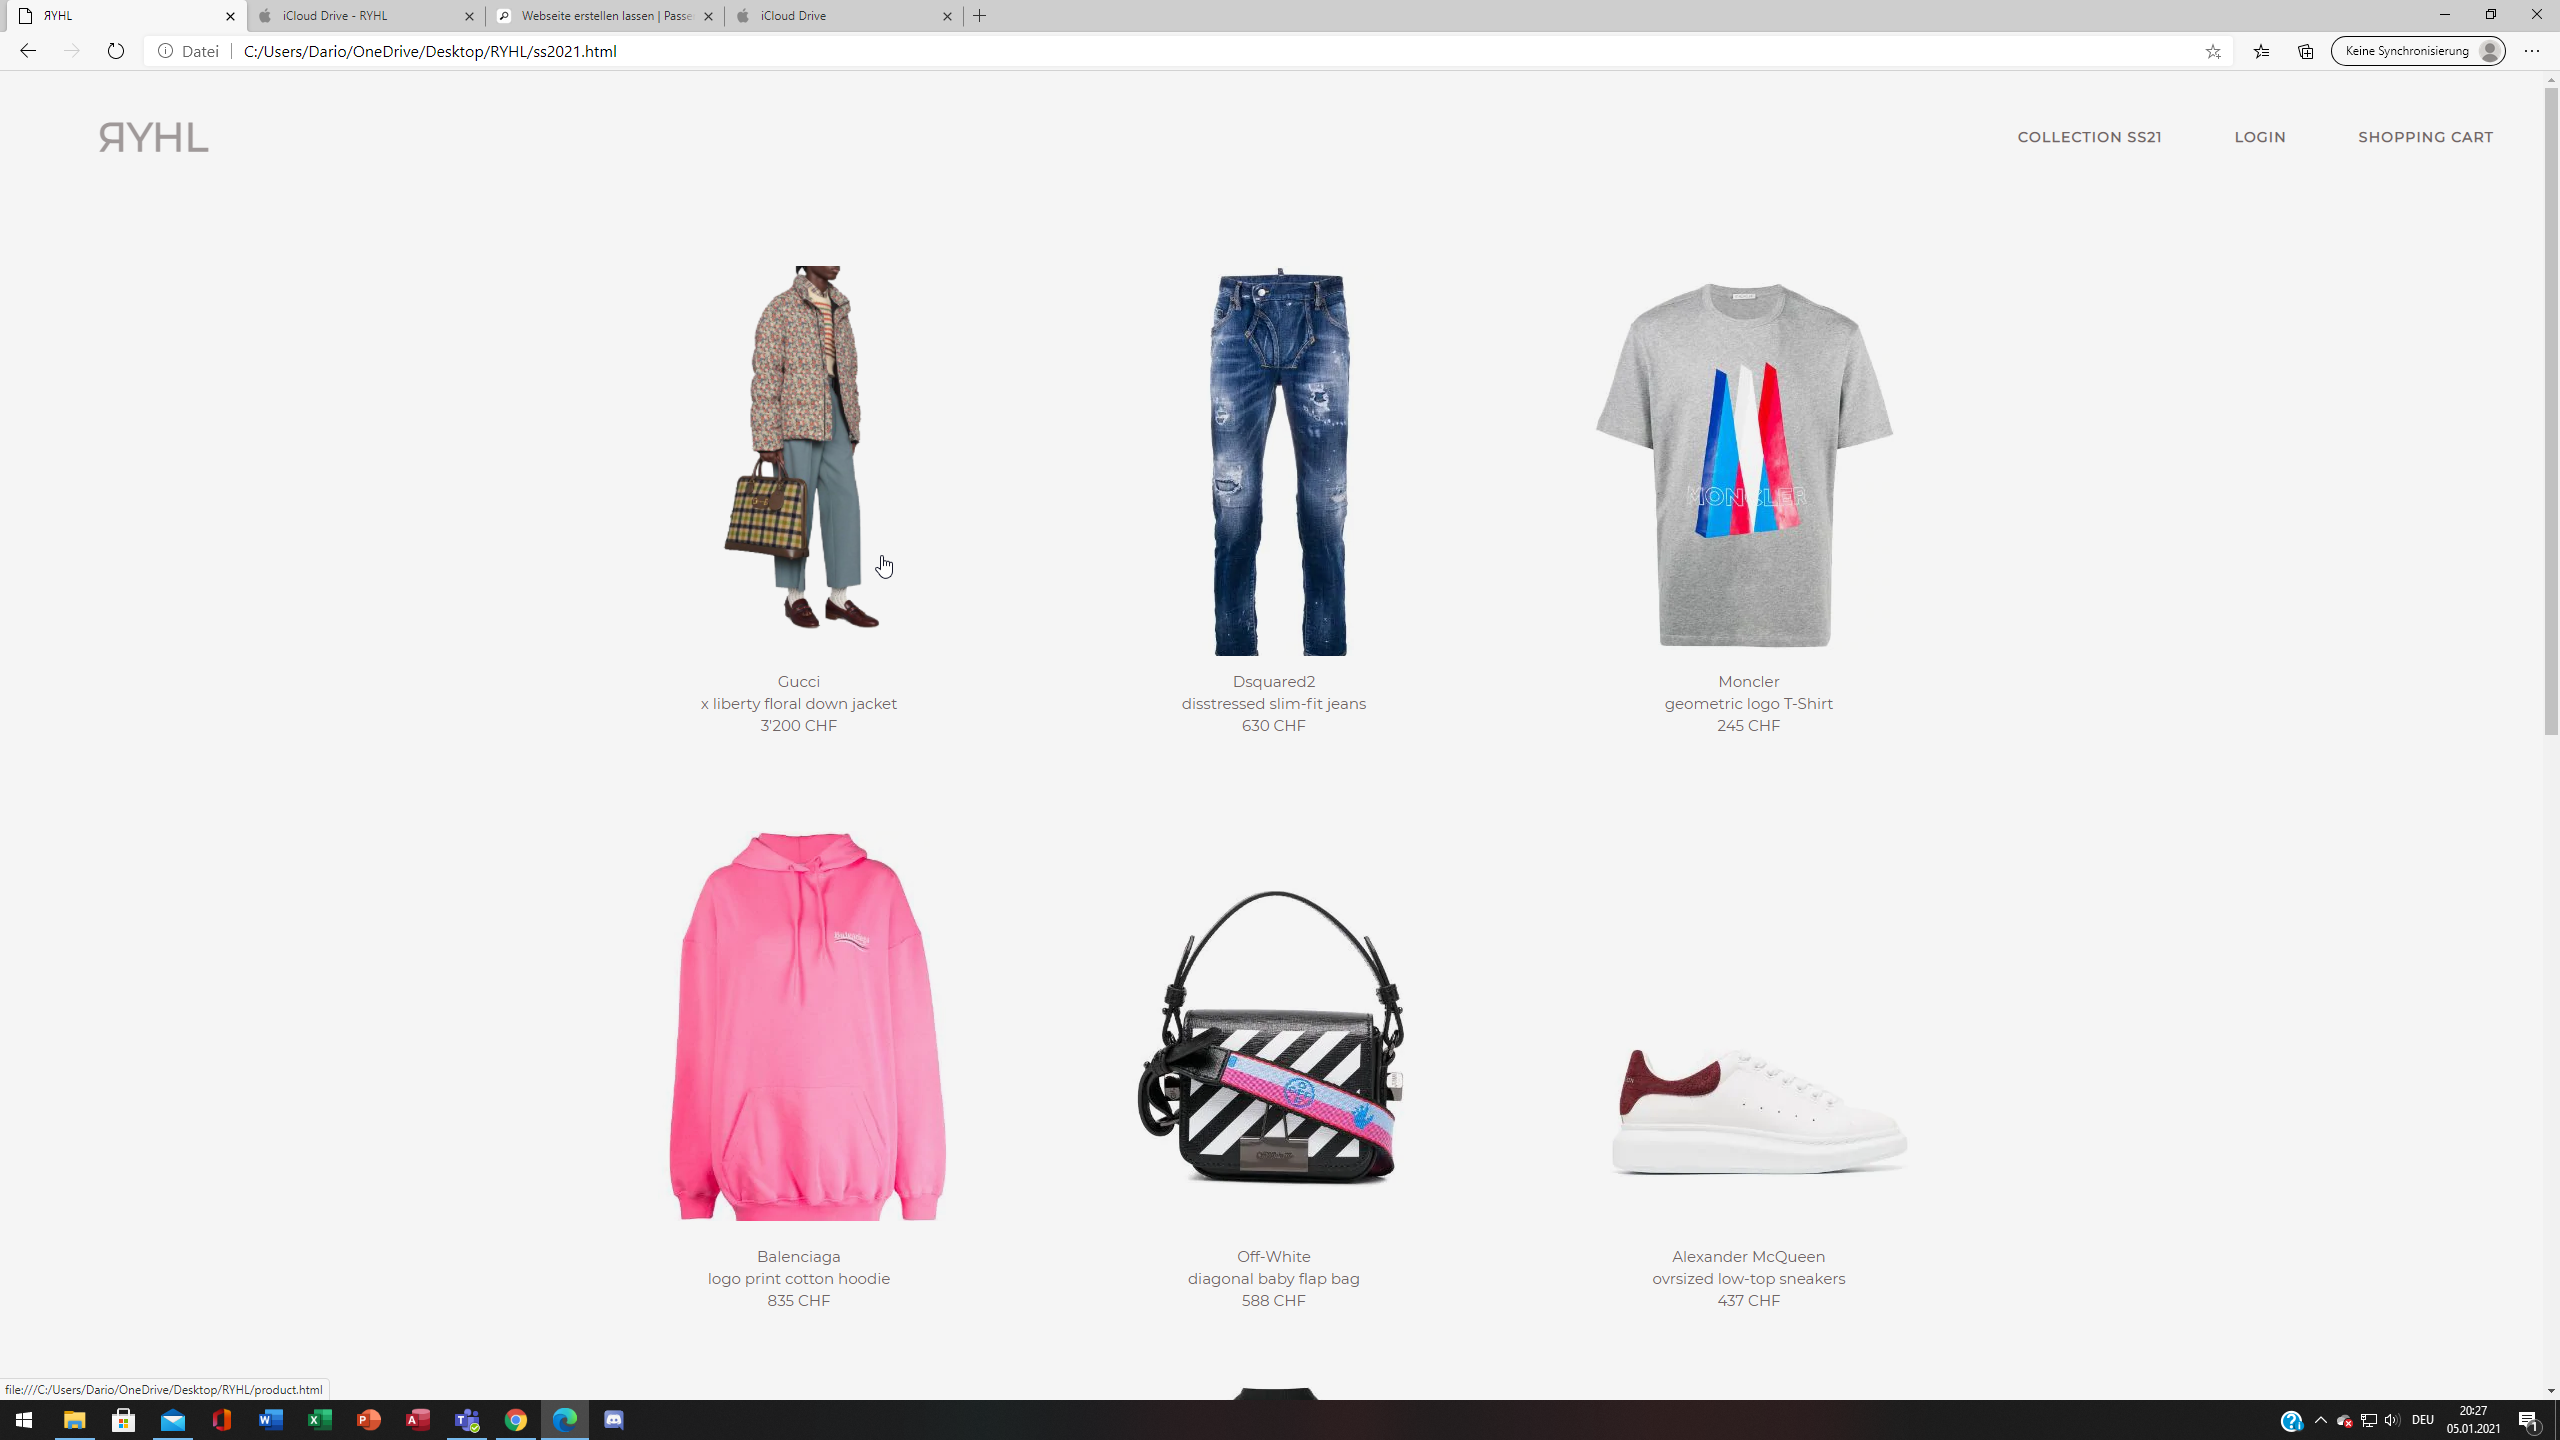 ЯYHL
iCloud Drive - RYHL
Webseite erstellen lassen | Passe
iCloud Drive
Datei
C:/Users/Dario/OneDrive/Desktop/RYHL/ss2021.html
Keine Synchronisierung
ЯYHL
COLLECTION SS21
LOGIN
SHOPPING CART
MONCLER
Gucci
x liberty floral down jacket
3'200 CHF
Dsquared2
disstressed slim-fit jeans
630 CHF
Moncler
geometric logo T-Shirt
245 CHF
Balenciaga
Balenciaga
logo print cotton hoodie
835 CHF
Off-White
diagonal baby flap bag
588 CHF
Alexander McQueen
ovrsized low-top sneakers
437 CHF
file:///C:/Users/Dario/OneDrive/Desktop/RYHL/product.html
DEU
20:27
05.01.2021
1